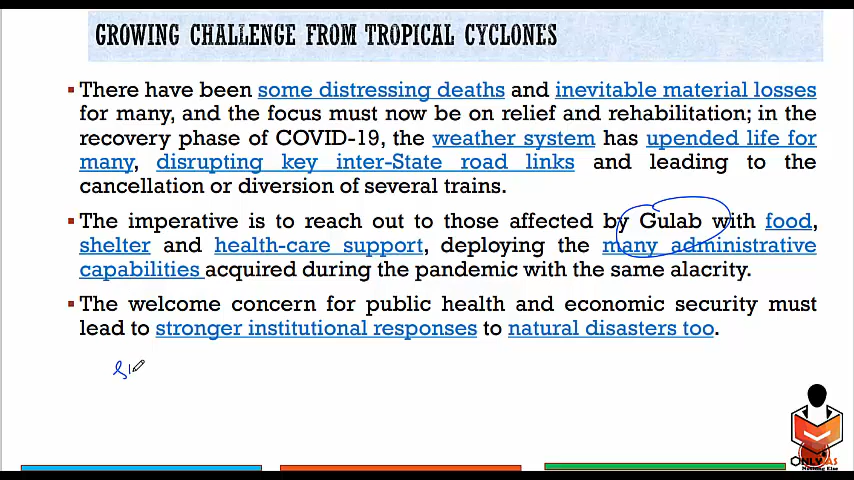 GROWING CHALLENGE FROM TROPICAL CYCLONES
▪ There have been some distressing deaths and inevitable material losses
for many, and the focus must now be on relief and rehabilitation; in the
recovery phase of COVID-19, the weather system has upended life for
many, disrupting key inter-State road links and leading to the
cancellation or diversion of several trains.
▪ The imperative is to reach out to those affected by Gulab with food,
shelter and health-care support, deploying the many administrative
capabilities acquired during the pandemic with the same alacrity.
▪ The welcome concern for public health and economic security must
lead to stronger institutional responses to natural disasters too.
ONLY IAS
Nothing Else